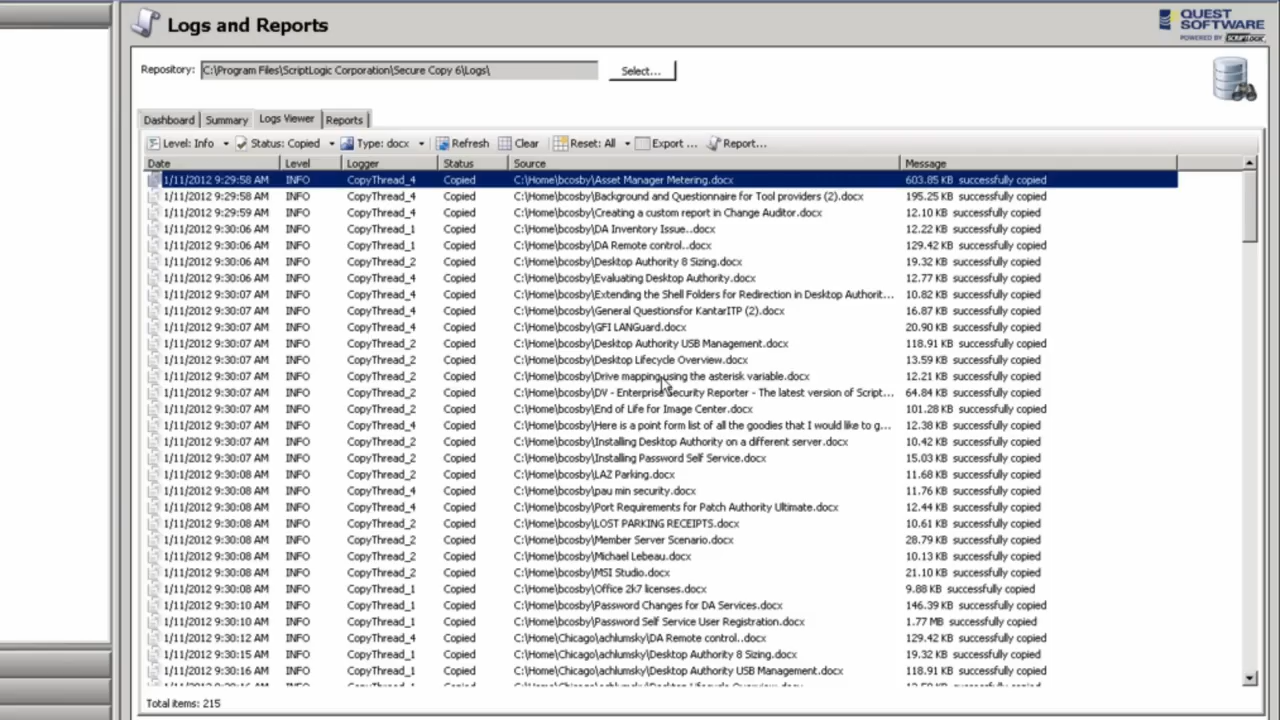 Logs and Reports
QUEST SOFTWARE
POWERED BY SCRIPTLOGIC
Repository: C:\Program Files\ScriptLogic Corporation\Secure Copy 6\Logs\ Select...
Dashboard Summary Logs Viewer Reports
Level: Info Status: Copied Type: docx Refresh Clear Reset: All Export ... Report...
Date Level Logger Status Source Message
1/11/2012 9:29:58 AM INFO CopyThread_4 Copied C:\Home\bcosby\Asset Manager Metering.docx 603.85 KB successfully copied
1/11/2012 9:29:58 AM INFO CopyThread_4 Copied C:\Home\bcosby\Background and Questionnaire for Tool providers (2).docx 195.25 KB successfully copied
1/11/2012 9:29:59 AM INFO CopyThread_4 Copied C:\Home\bcosby\Creating a custom report in Change Auditor.docx 12.10 KB successfully copied
1/11/2012 9:30:06 AM INFO CopyThread_1 Copied C:\Home\bcosby\DA Inventory Issue..docx 12.22 KB successfully copied
1/11/2012 9:30:06 AM INFO CopyThread_1 Copied C:\Home\bcosby\DA Remote control..docx 129.42 KB successfully copied
1/11/2012 9:30:06 AM INFO CopyThread_2 Copied C:\Home\bcosby\Desktop Authority 8 Sizing.docx 19.32 KB successfully copied
1/11/2012 9:30:06 AM INFO CopyThread_4 Copied C:\Home\bcosby\Evaluating Desktop Authority.docx 12.77 KB successfully copied
1/11/2012 9:30:07 AM INFO CopyThread_4 Copied C:\Home\bcosby\Extending the Shell Folders for Redirection in Desktop Authorit... 10.82 KB successfully copied
1/11/2012 9:30:07 AM INFO CopyThread_4 Copied C:\Home\bcosby\General Questionsfor KantarITP (2).docx 16.87 KB successfully copied
1/11/2012 9:30:07 AM INFO CopyThread_4 Copied C:\Home\bcosby\GFI LANGuard.docx 20.90 KB successfully copied
1/11/2012 9:30:07 AM INFO CopyThread_2 Copied C:\Home\bcosby\Desktop Authority USB Management.docx 118.91 KB successfully copied
1/11/2012 9:30:07 AM INFO CopyThread_2 Copied C:\Home\bcosby\Desktop Lifecycle Overview.docx 13.59 KB successfully copied
1/11/2012 9:30:07 AM INFO CopyThread_2 Copied C:\Home\bcosby\Drive mapping using the asterisk variable.docx 12.21 KB successfully copied
1/11/2012 9:30:07 AM INFO CopyThread_2 Copied C:\Home\bcosby\DV - Enterprise Security Reporter - The latest version of Script... 64.84 KB successfully copied
1/11/2012 9:30:07 AM INFO CopyThread_2 Copied C:\Home\bcosby\End of Life for Image Center.docx 101.28 KB successfully copied
1/11/2012 9:30:07 AM INFO CopyThread_4 Copied C:\Home\bcosby\Here is a point form list of all the goodies that I would like to g... 12.38 KB successfully copied
1/11/2012 9:30:07 AM INFO CopyThread_2 Copied C:\Home\bcosby\Installing Desktop Authority on a different server.docx 10.42 KB successfully copied
1/11/2012 9:30:07 AM INFO CopyThread_2 Copied C:\Home\bcosby\Installing Password Self Service.docx 15.03 KB successfully copied
1/11/2012 9:30:08 AM INFO CopyThread_2 Copied C:\Home\bcosby\LAZ Parking.docx 11.68 KB successfully copied
1/11/2012 9:30:08 AM INFO CopyThread_4 Copied C:\Home\bcosby\pau min security.docx 11.76 KB successfully copied
1/11/2012 9:30:08 AM INFO CopyThread_4 Copied C:\Home\bcosby\Port Requirements for Patch Authority Ultimate.docx 12.44 KB successfully copied
1/11/2012 9:30:08 AM INFO CopyThread_2 Copied C:\Home\bcosby\LOST PARKING RECEIPTS.docx 10.61 KB successfully copied
1/11/2012 9:30:08 AM INFO CopyThread_2 Copied C:\Home\bcosby\Member Server Scenario.docx 28.79 KB successfully copied
1/11/2012 9:30:08 AM INFO CopyThread_2 Copied C:\Home\bcosby\Michael Lebeau.docx 10.13 KB successfully copied
1/11/2012 9:30:08 AM INFO CopyThread_2 Copied C:\Home\bcosby\MSI Studio.docx 21.10 KB successfully copied
1/11/2012 9:30:08 AM INFO CopyThread_1 Copied C:\Home\bcosby\Office 2k7 licenses.docx 9.88 KB successfully copied
1/11/2012 9:30:10 AM INFO CopyThread_1 Copied C:\Home\bcosby\Password Changes for DA Services.docx 146.39 KB successfully copied
1/11/2012 9:30:10 AM INFO CopyThread_1 Copied C:\Home\bcosby\Password Self Service User Registration.docx 1.77 MB successfully copied
1/11/2012 9:30:12 AM INFO CopyThread_4 Copied C:\Home\Chicago\achlumsky\DA Remote control..docx 129.42 KB successfully copied
1/11/2012 9:30:15 AM INFO CopyThread_1 Copied C:\Home\Chicago\achlumsky\Desktop Authority 8 Sizing.docx 19.32 KB successfully copied
1/11/2012 9:30:16 AM INFO CopyThread_1 Copied C:\Home\Chicago\achlumsky\Desktop Authority USB Management.docx 118.91 KB successfully copied
Total items: 215